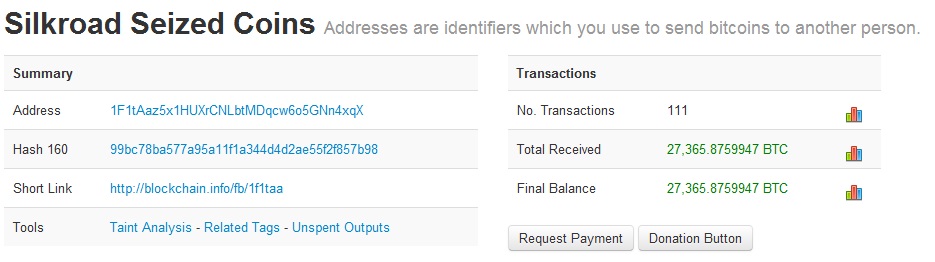 Silkroad Seized Coins Addresses are identifiers which you use to send bitcoins to another person.
Summary
Address 1F1tAaz5x1HUXrCNLbtMDqcw6o5GNn4xqX
Hash 160 99bc78ba577a95a11f1a344d4d2ae55f2f857b98
Short Link http://blockchain.info/fb/1f1taa
Tools Taint Analysis - Related Tags - Unspent Outputs
Transactions
No. Transactions 111
Total Received 27,365.8759947 BTC
Final Balance 27,365.8759947 BTC
Request Payment Donation Button